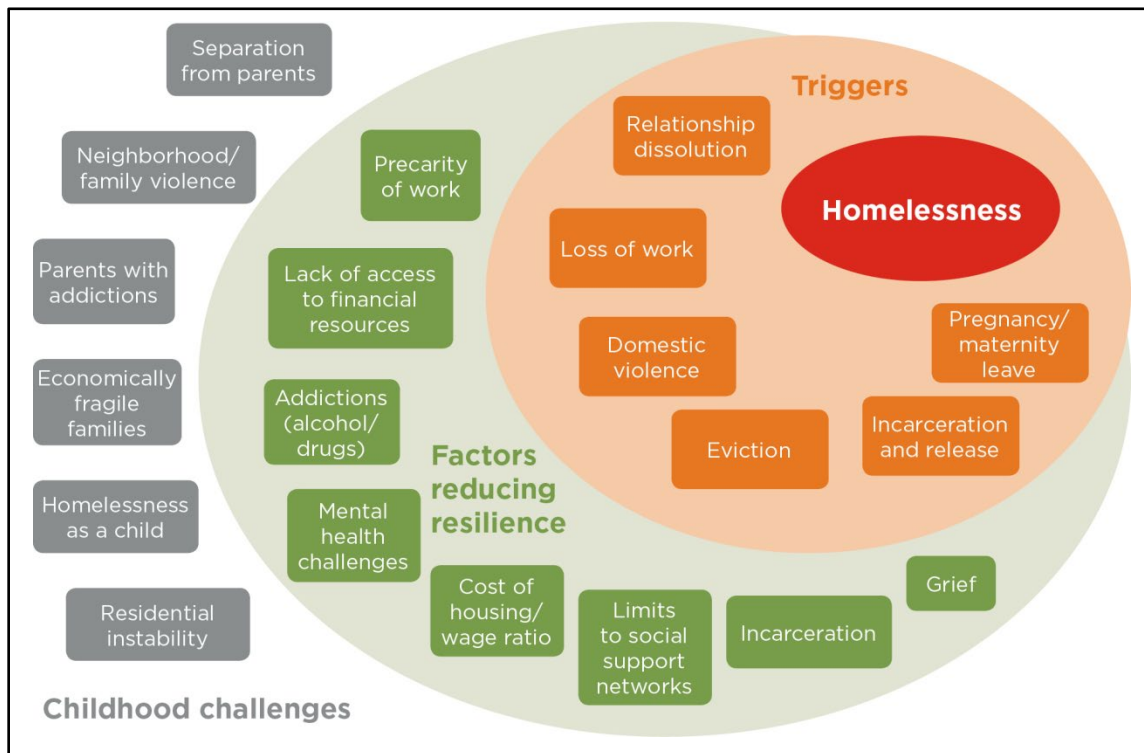 Separation
from parents
Neighborhood/
family violence
Parents with
addictions
Economically
fragile
families
Homelessness
as a child
Residential
instability
Childhood challenges
Precarity
of work
Lack of access
to financial
resources
Addictions
(alcohol/
drugs)
Mental
health
challenges
Factors
reducing
resilience
Cost of
housing/
wage ratio
Limits
to social
support
networks
Incarceration
Grief
Triggers
Relationship
dissolution
Loss of work
Domestic
violence
Eviction
Incarceration
and release
Pregnancy/
maternity
leave
Homelessness